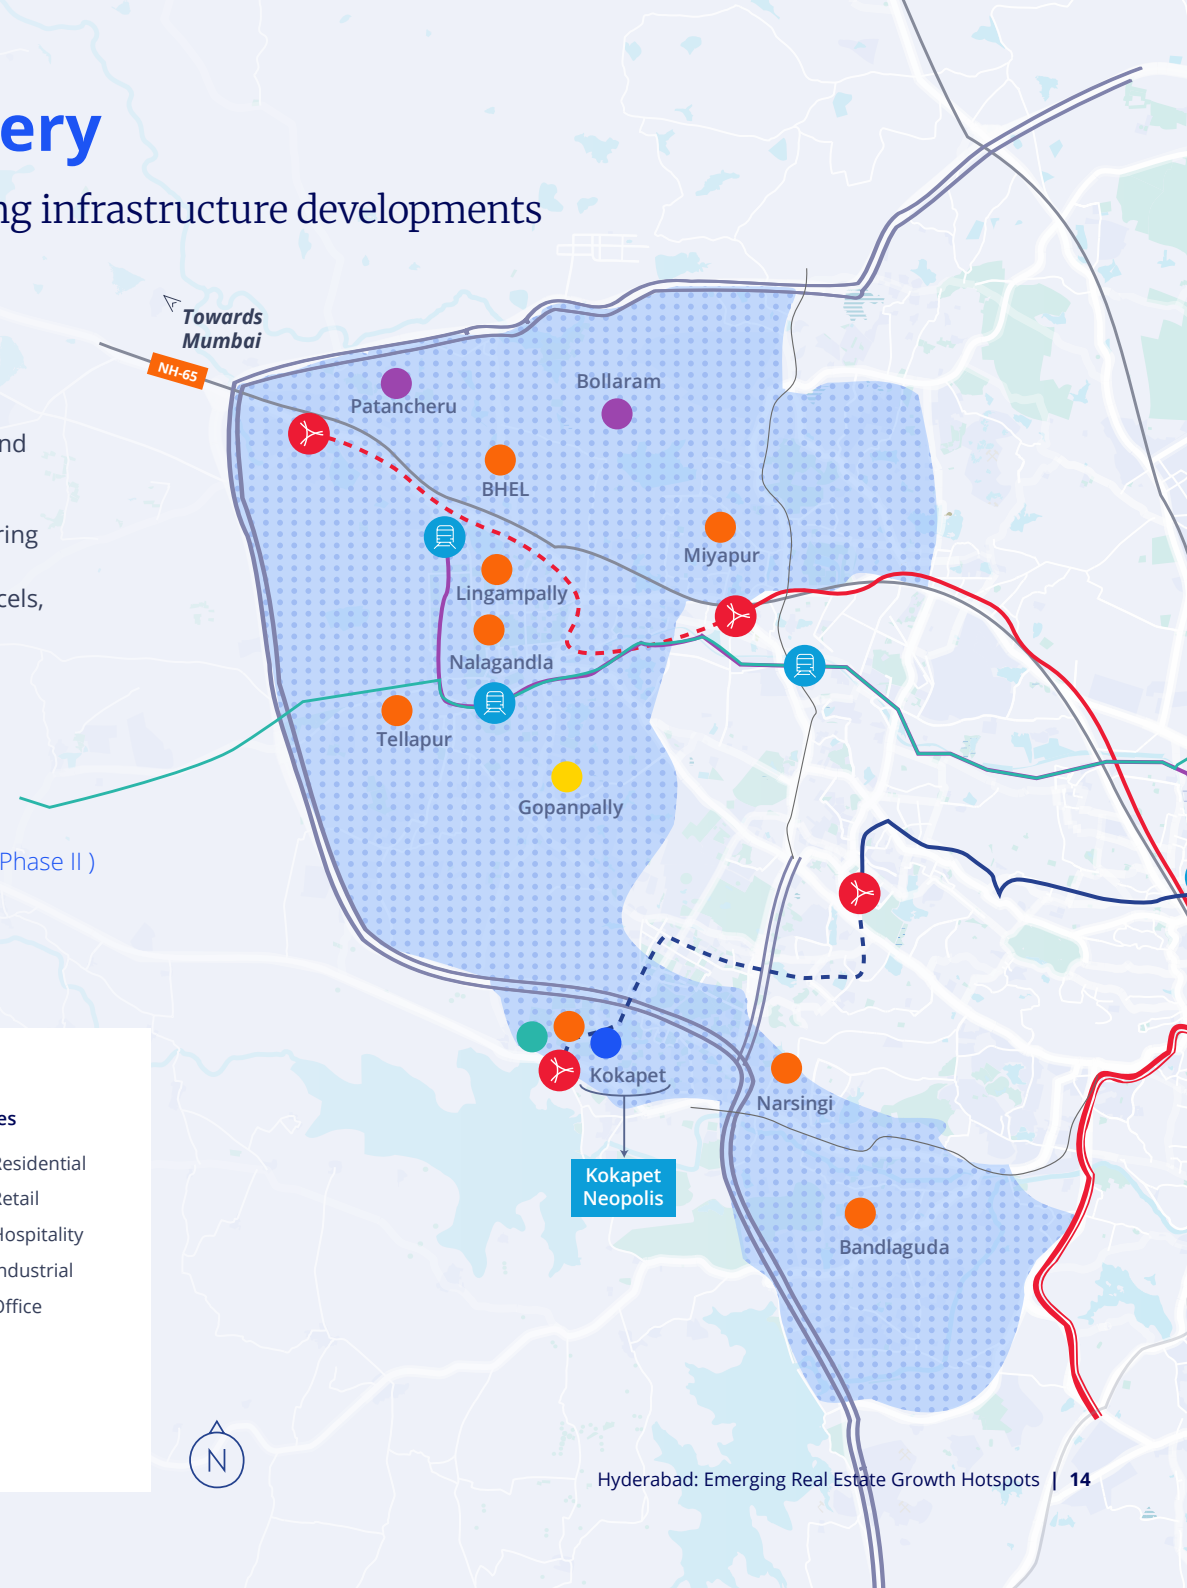 ery
ng infrastructure developments
Towards
Mumbai
NH-65
Patancheru
Bollaram
nd
BHEL
ring
Miyapur
Lingampally
cels,
Nalagandla
Tellapur
Gopanpally
Phase II )
Kokapet
Narsingi
es
Residential
Kokapet
Neopolis
Retail
Hospitality
Bandlaguda
ndustrial
Office
N
Hyderabad: Emerging Real Estate Growth Hotspots | 14